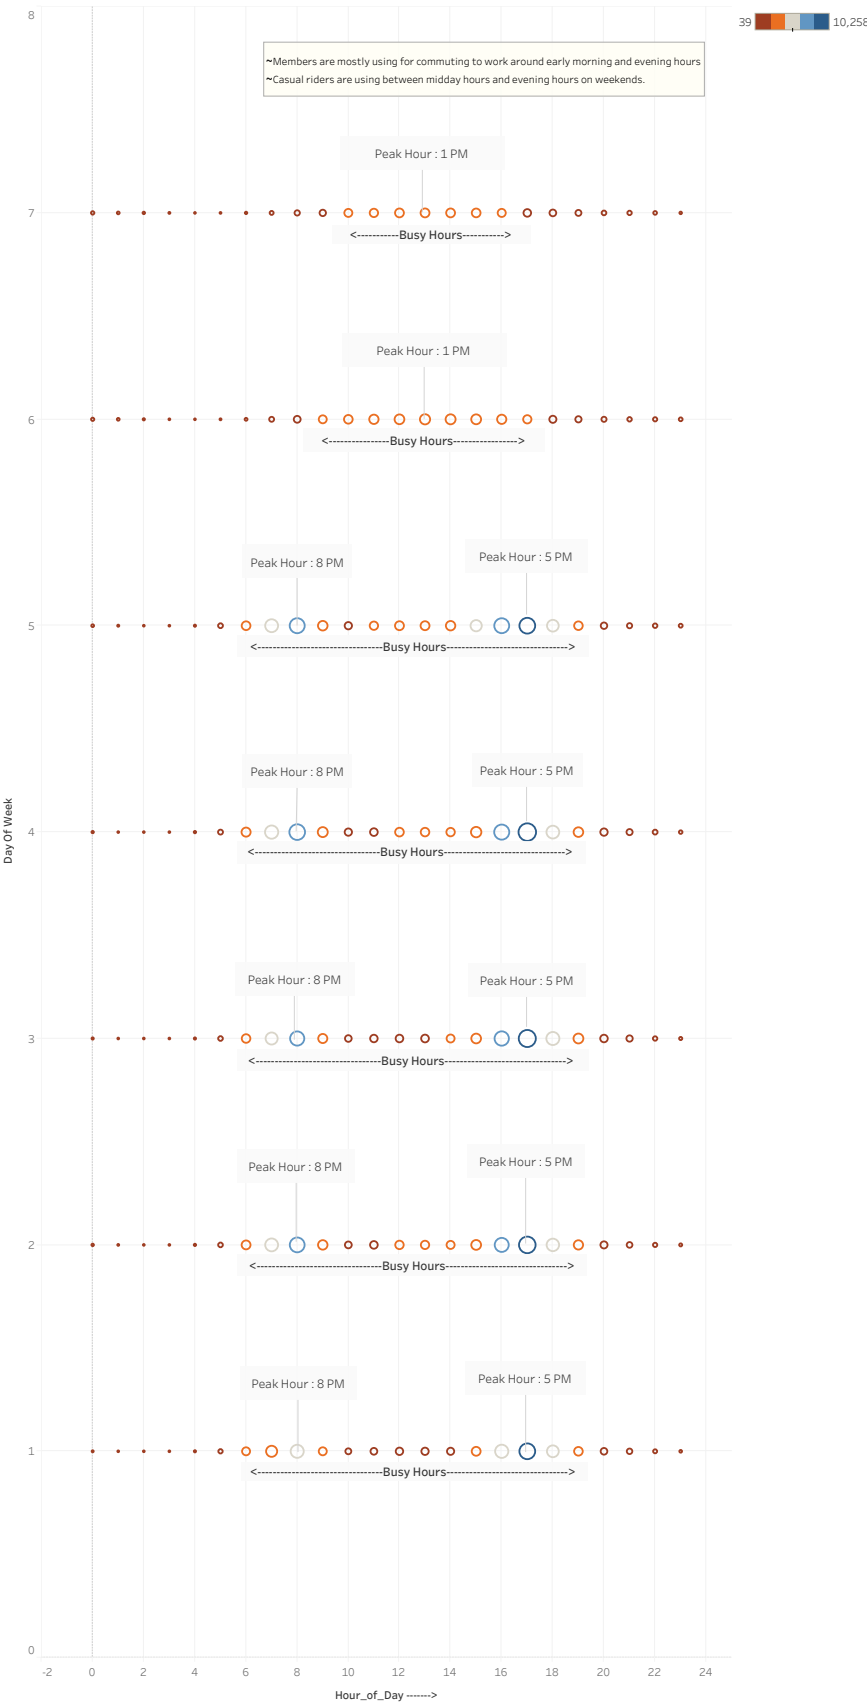 8
39
10,258
~Members are mostly using for commuting to work around early morning and evening hours
~Casual riders are using between midday hours and evening hours on weekends.
Peak Hour : 1 PM
7
<-----------Busy Hours----------->
Peak Hour : 1 PM
6
<----------------Busy Hours----------------->
Peak Hour : 8 PM
Peak Hour : 5 PM
5
<---------------------------------Busy Hours-------------------------------->
Peak Hour : 8 PM
Peak Hour : 5 PM
4
<---------------------------------Busy Hours-------------------------------->
Day Of Week
Peak Hour : 8 PM
Peak Hour : 5 PM
3
<---------------------------------Busy Hours-------------------------------->
Peak Hour : 8 PM
Peak Hour : 5 PM
2
<---------------------------------Busy Hours-------------------------------->
Peak Hour : 8 PM
Peak Hour : 5 PM
1
<---------------------------------Busy Hours-------------------------------->
0
-2 0 2 4 6 8 10 12 14 16 18 20 22 24
Hour_of_Day ------->